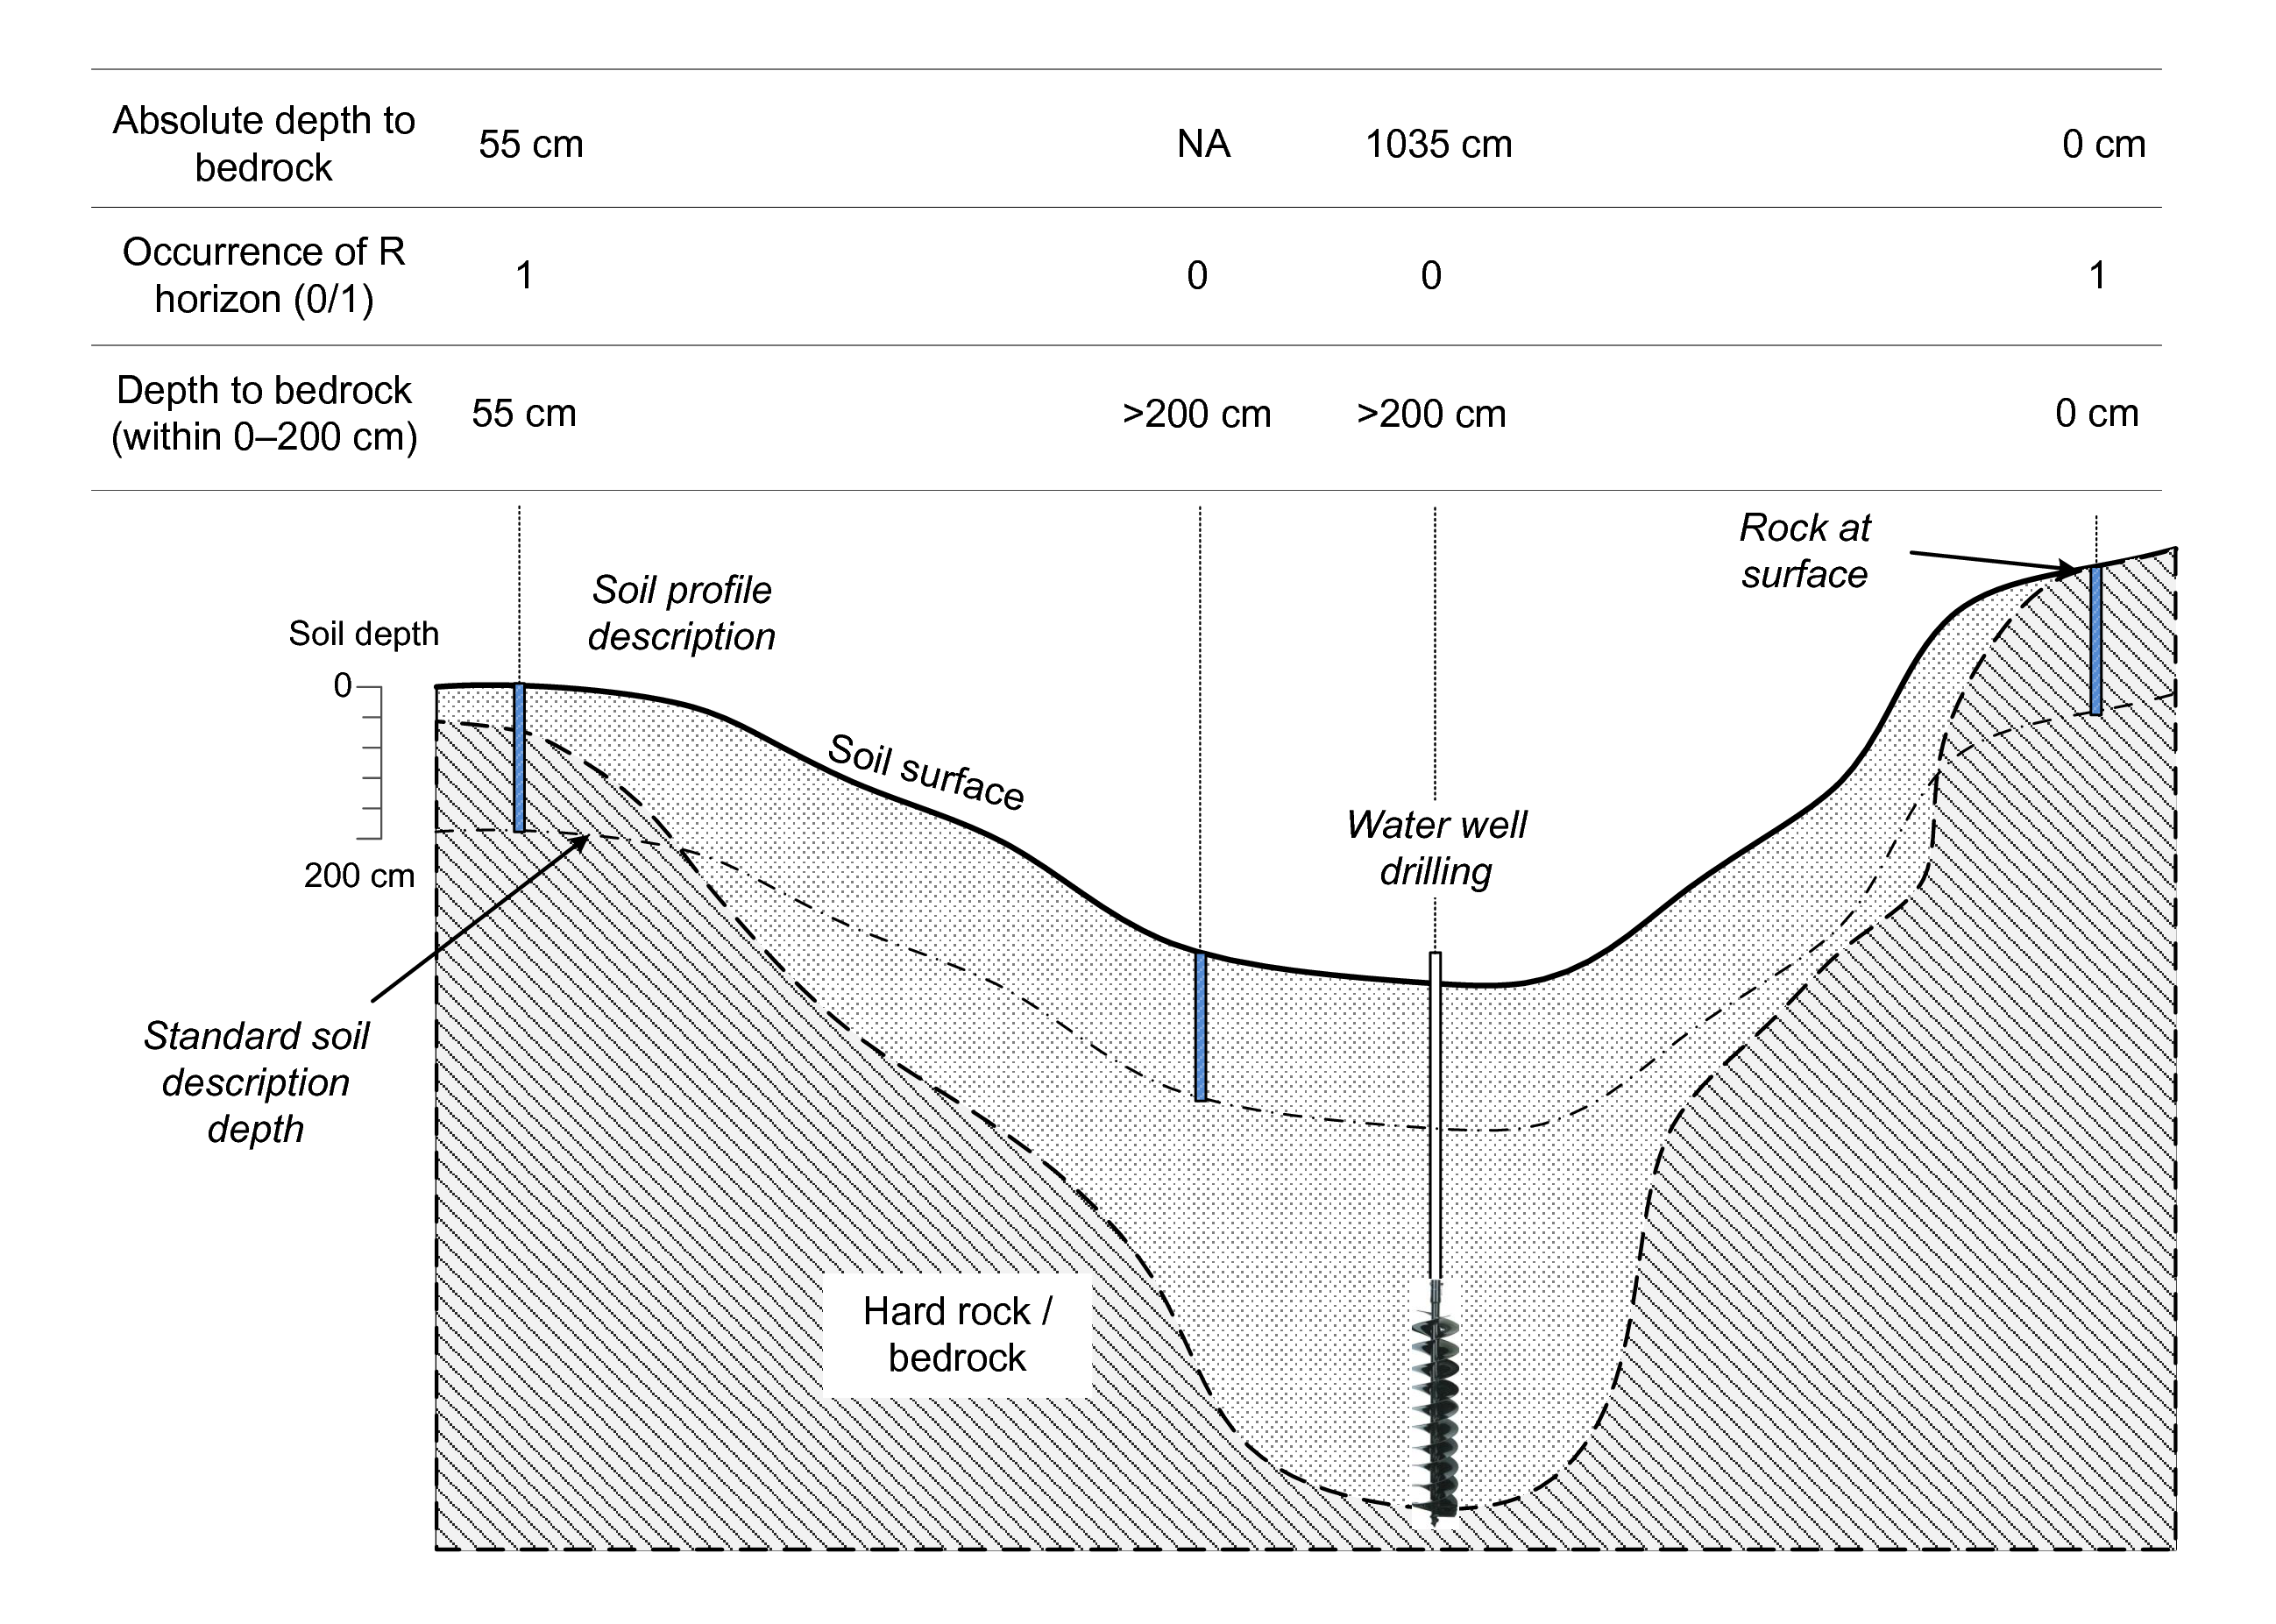 Absolute depth to
bedrock
55 cm
NA
1035 cm
0 cm
Occurrence of R
horizon (0/1)
1
0
0
1
Depth to bedrock
(within 0–200 cm)
55 cm
>200 cm
>200 cm
0 cm
Rock at
surface
Soil profile
description
Soil depth
0
200 cm
Soil surface
Water well
drilling
Standard soil
description
depth
Hard rock /
bedrock